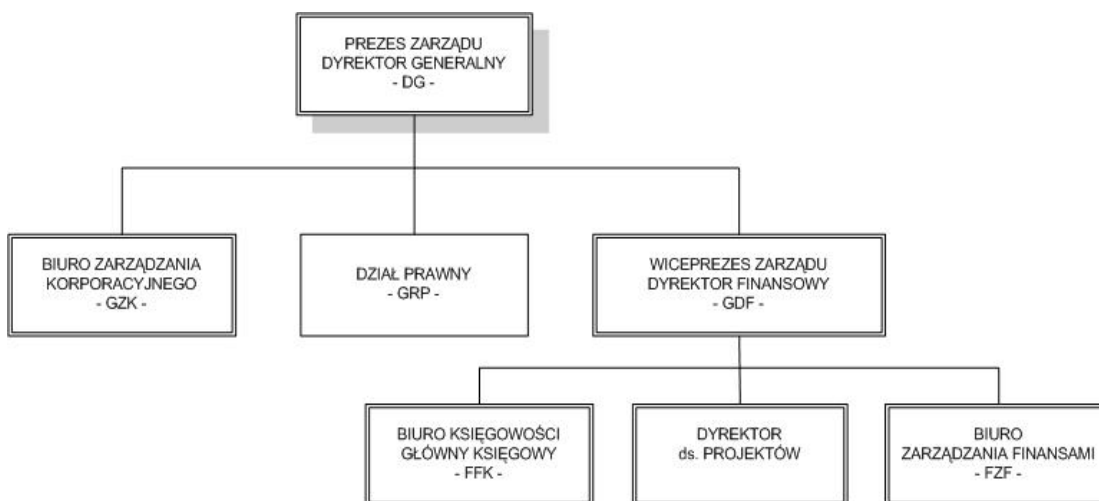 PREZES ZARZĄDU
DYREKTOR GENERALNY
- DG -
BIURO ZARZĄDZANIA
KORPORACYJNEGO
- GZK -
DZIAŁ PRAWNY
- GRP -
WICEPREZES ZARZĄDU
DYREKTOR FINANSOWY
- GDF -
BIURO KSIĘGOWOŚCI
GŁÓWNY KSIĘGOWY
- FFK -
DYREKTOR
ds. PROJEKTÓW
BIURO
ZARZĄDZANIA FINANSAMI
- FZF -